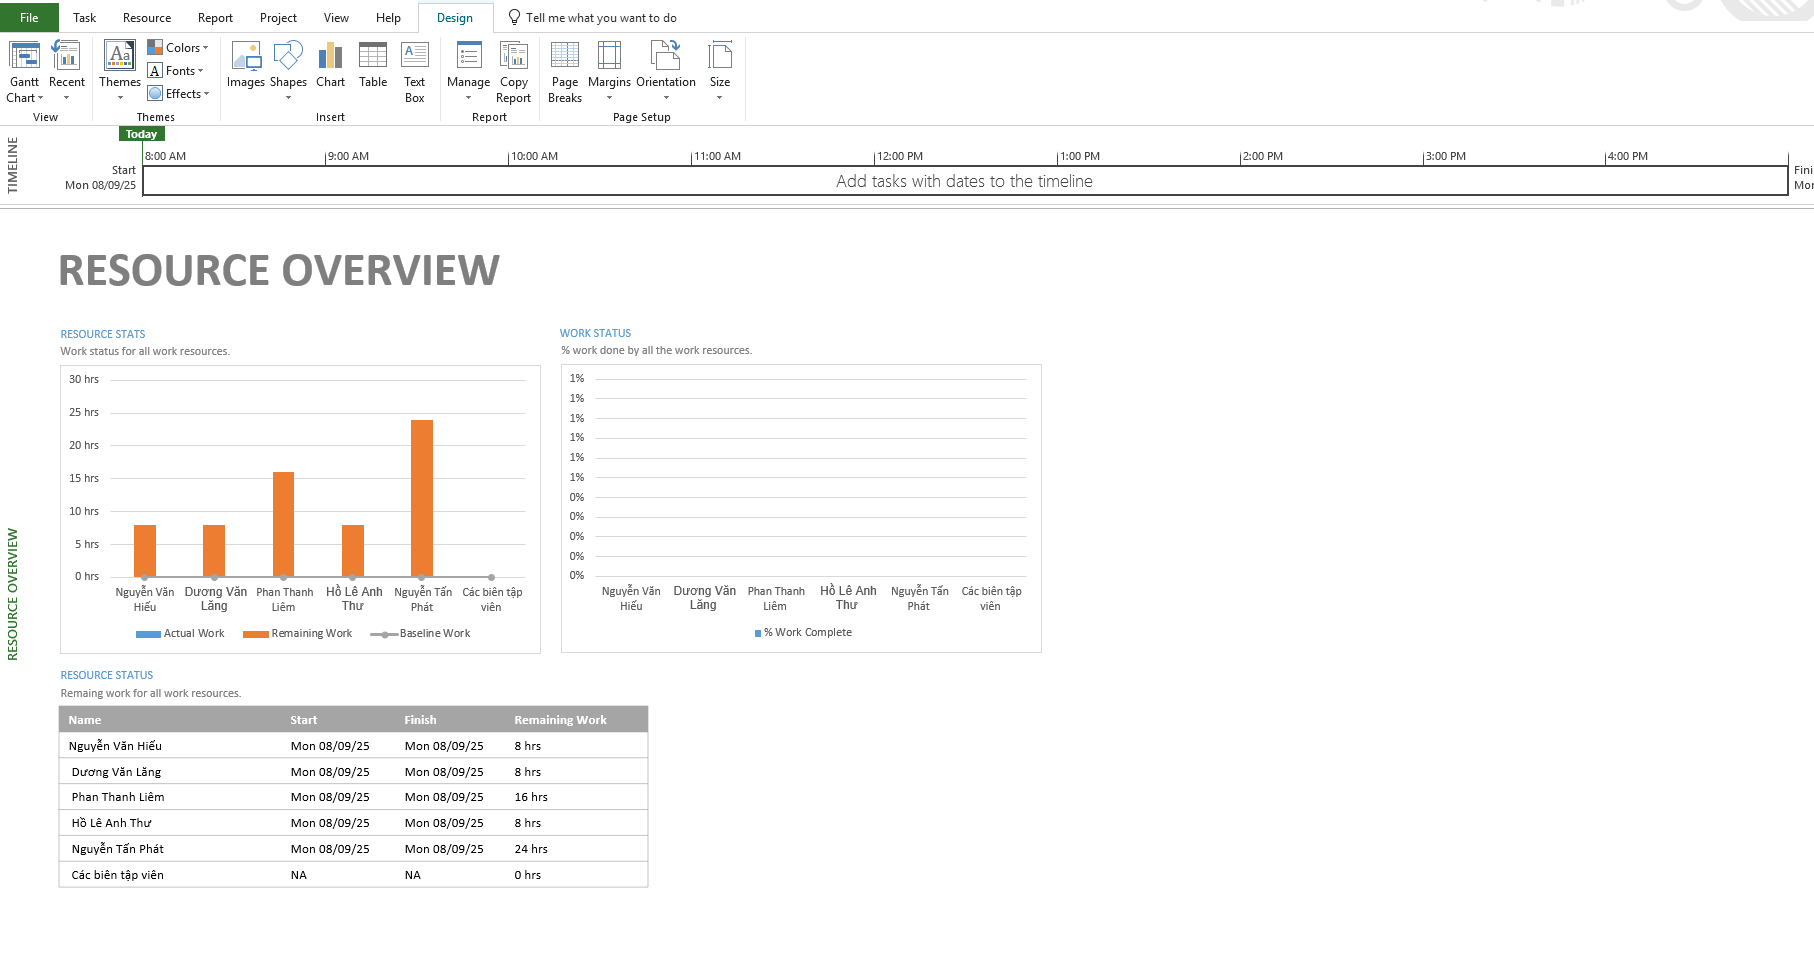 File Task Resource Report Project View Help Design Tell me what you want to do
Gantt Chart Recent Themes Colors Fonts Effects Images Shapes Chart Table Text Box Manage Copy Report Page Breaks Margins Orientation Size
View Themes Insert Report Page Setup
TIMELINE
Today
8:00 AM 9:00 AM 10:00 AM 11:00 AM 12:00 PM 1:00 PM 2:00 PM 3:00 PM 4:00 PM
Start
Mon 08/09/25
Add tasks with dates to the timeline
Fini
Mor
RESOURCE OVERVIEW
RESOURCE OVERVIEW
RESOURCE STATS
Work status for all work resources.
30 hrs
25 hrs
20 hrs
15 hrs
10 hrs
5 hrs
0 hrs
Nguyễn Văn Hiếu Dương Văn Lăng Phan Thanh Liêm Hồ Lê Anh Thư Nguyễn Tấn Phát Các biên tập viên
Actual Work Remaining Work Baseline Work
WORK STATUS
% work done by all the work resources.
1%
1%
1%
1%
1%
1%
0%
0%
0%
0%
0%
Nguyễn Văn Hiếu Dương Văn Lăng Phan Thanh Liêm Hồ Lê Anh Thư Nguyễn Tấn Phát Các biên tập viên
% Work Complete
RESOURCE STATUS
Remaing work for all work resources.
Name Start Finish Remaining Work
Nguyễn Văn Hiếu Mon 08/09/25 Mon 08/09/25 8 hrs
Dương Văn Lăng Mon 08/09/25 Mon 08/09/25 8 hrs
Phan Thanh Liêm Mon 08/09/25 Mon 08/09/25 16 hrs
Hồ Lê Anh Thư Mon 08/09/25 Mon 08/09/25 8 hrs
Nguyễn Tấn Phát Mon 08/09/25 Mon 08/09/25 24 hrs
Các biên tập viên NA NA 0 hrs